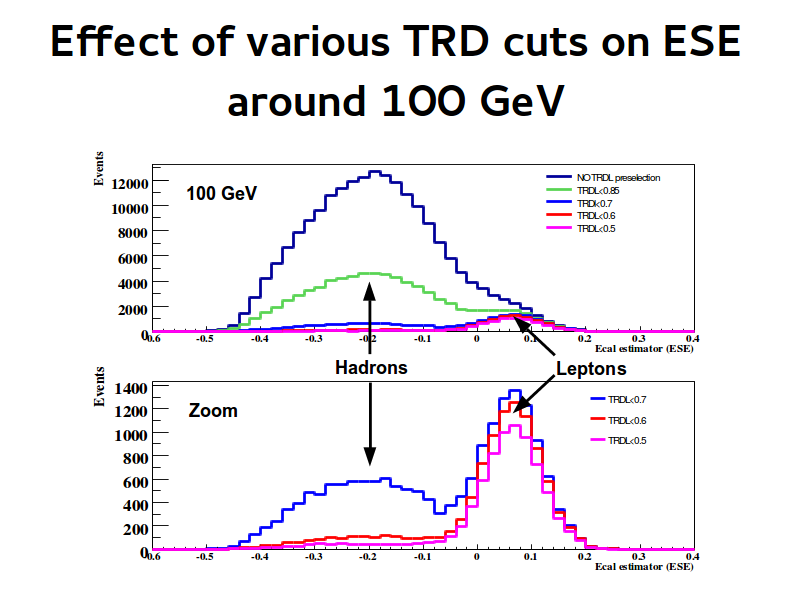 Effect of various TRD cuts on ESE
around 100 GeV
Events
12000
10000
8000
6000
4000
2000
0
100 GeV
NO TRDL preselection
TRDL<0.85
TRDl<0.7
TRDL<0.6
TRDL<0.5
0.6 -0.5 -0.4 -0.3 -0.2 -0.1 0 0.1 0.2 0.3 0.4
Ecal estimator (ESE)
Hadrons
Leptons
Events
1400
1200
1000
800
600
400
200
0
Zoom
TRDL<0.7
TRDL<0.6
TRDL<0.5
0.6 -0.5 -0.4 -0.3 -0.2 -0.1 0 0.1 0.2 0.3 0.4
Ecal estimator (ESE)